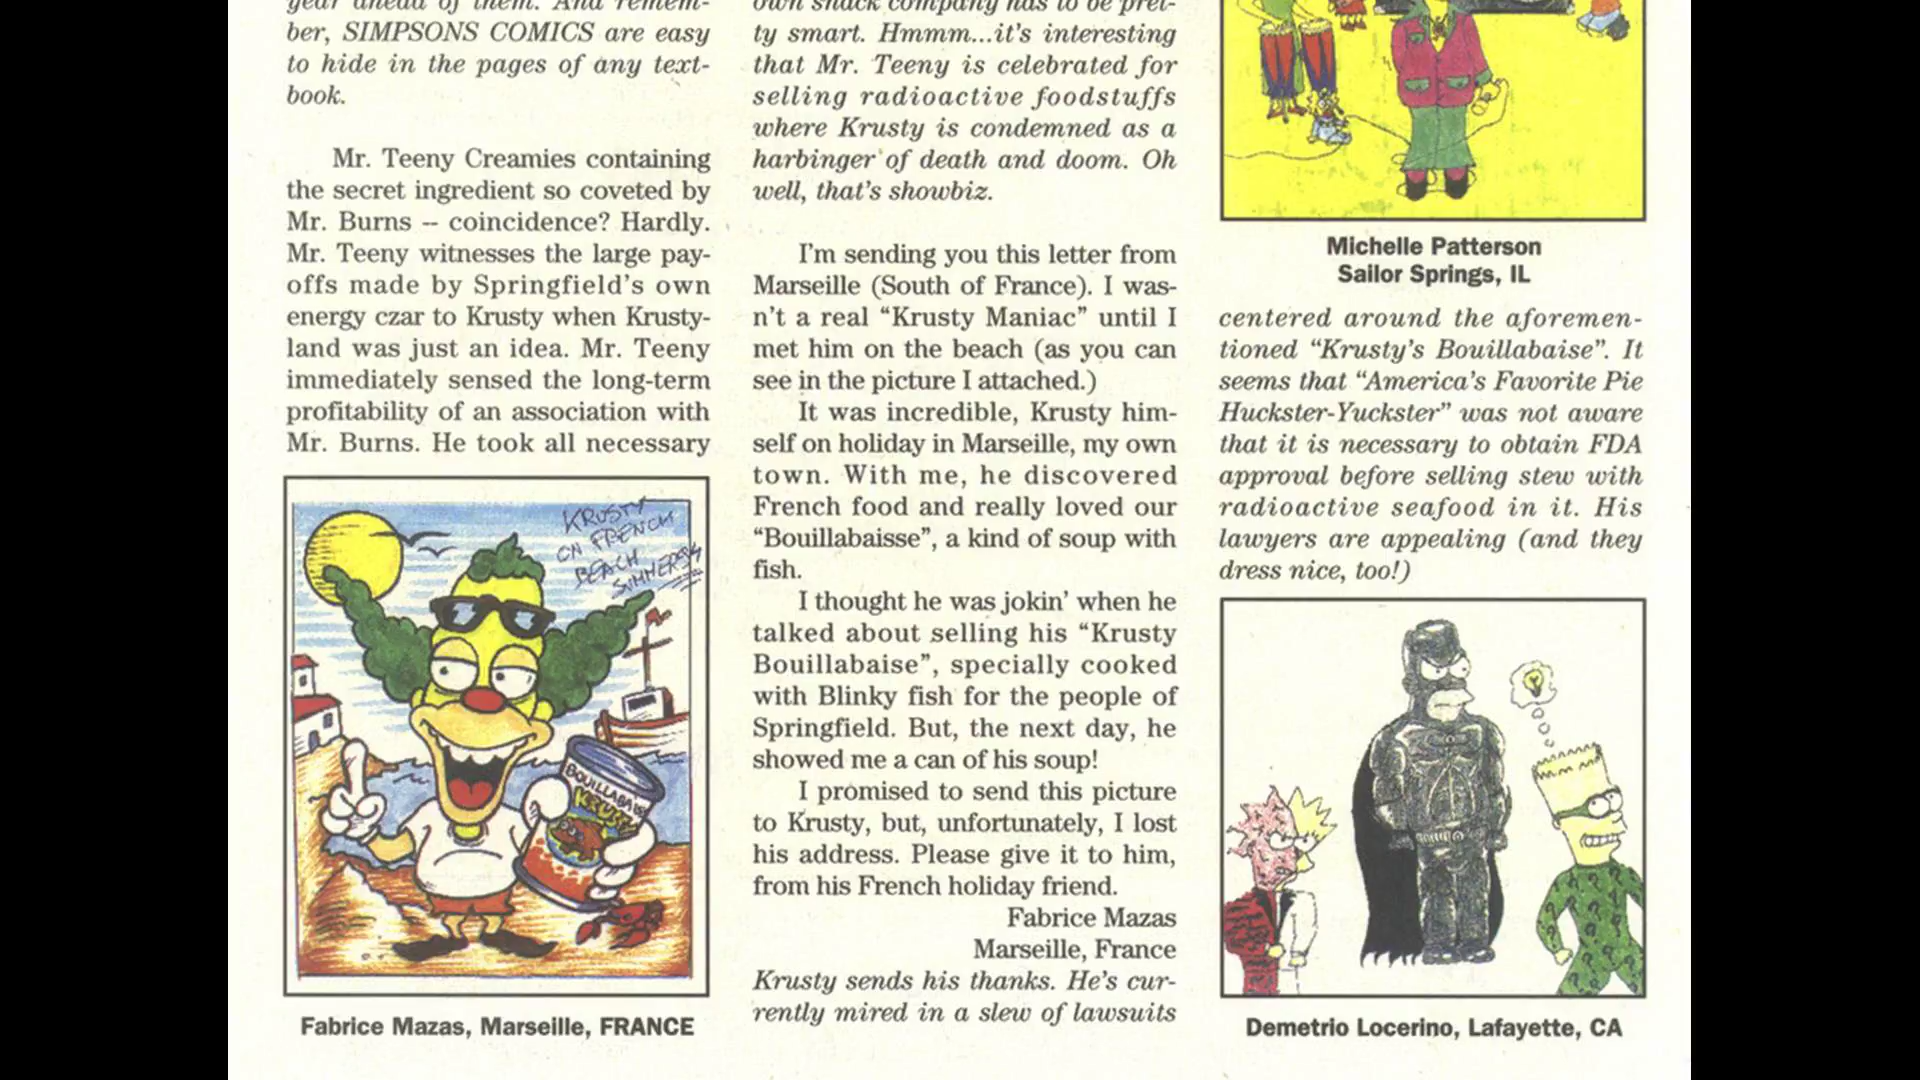 year ahead of them. And remem-
ber, SIMPSONS COMICS are easy
to hide in the pages of any text-
book.
Mr. Teeny Creamies containing
the secret ingredient so coveted by
Mr. Burns -- coincidence? Hardly.
Mr. Teeny witnesses the large pay-
offs made by Springfield's own
energy czar to Krusty when Krusty-
land was just an idea. Mr. Teeny
immediately sensed the long-term
profitability of an association with
Mr. Burns. He took all necessary
KRUSTY
ON FRENCH
BEACH
SUMMER94
BOUILLABAISE
KRUSTY
Fabrice Mazas, Marseille, FRANCE
own snack company has to be pret-
ty smart. Hmmm...it's interesting
that Mr. Teeny is celebrated for
selling radioactive foodstuffs
where Krusty is condemned as a
harbinger of death and doom. Oh
well, that's showbiz.
I'm sending you this letter from
Marseille (South of France). I was-
n't a real “Krusty Maniac” until I
met him on the beach (as you can
see in the picture I attached.)
It was incredible, Krusty him-
self on holiday in Marseille, my own
town. With me, he discovered
French food and really loved our
“Bouillabaisse”, a kind of soup with
fish.
I thought he was jokin' when he
talked about selling his “Krusty
Bouillabaise”, specially cooked
with Blinky fish for the people of
Springfield. But, the next day, he
showed me a can of his soup!
I promised to send this picture
to Krusty, but, unfortunately, I lost
his address. Please give it to him,
from his French holiday friend.
Fabrice Mazas
Marseille, France
Krusty sends his thanks. He's cur-
rently mired in a slew of lawsuits
Michelle Patterson
Sailor Springs, IL
centered around the aforemen-
tioned “Krusty's Bouillabaise”. It
seems that “America's Favorite Pie
Huckster-Yuckster” was not aware
that it is necessary to obtain FDA
approval before selling stew with
radioactive seafood in it. His
lawyers are appealing (and they
dress nice, too!)
Demetrio Locerino, Lafayette, CA